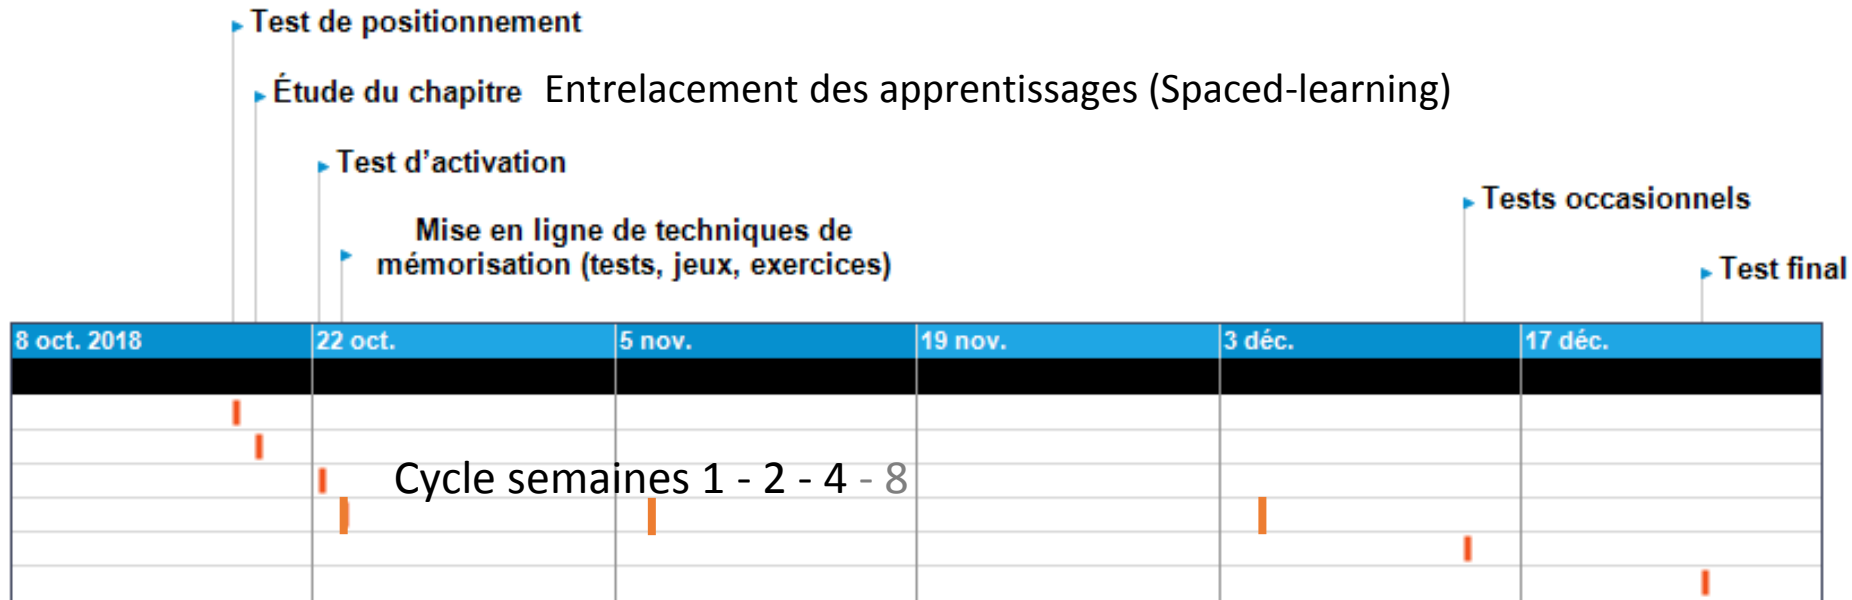 Test de positionnement
Étude du chapitre Entrelacement des apprentissages (Spaced-learning)
Test d’activation
Tests occasionnels
Mise en ligne de techniques de
mémorisation (tests, jeux, exercices)
Test final
8 oct. 2018 22 oct. 5 nov. 19 nov. 3 déc. 17 déc.
Cycle semaines 1 - 2 - 4 - 8